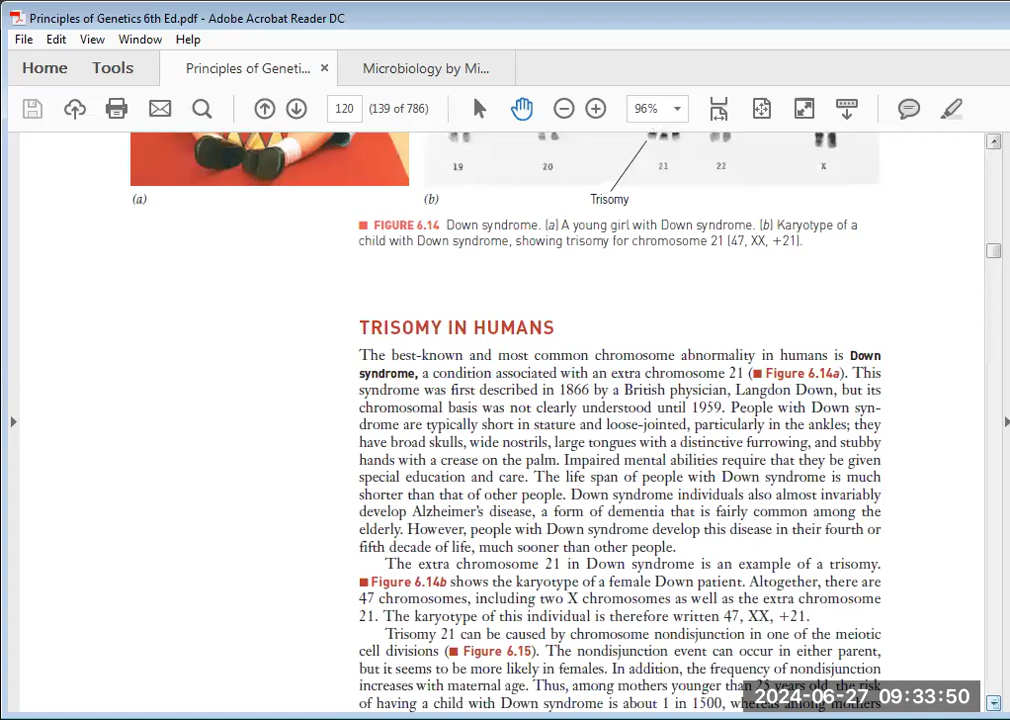 Principles of Genetics 6th Ed.pdf - Adobe Acrobat Reader DC
File Edit View Window Help
Home Tools Principles of Geneti... × Microbiology by Mi...
120 (139 of 786) 96%
19 20 21 22 X
(a) (b) Trisomy
■ FIGURE 6.14 Down syndrome. (a) A young girl with Down syndrome. (b) Karyotype of a
child with Down syndrome, showing trisomy for chromosome 21 (47, XX, +21).
TRISOMY IN HUMANS
The best-known and most common chromosome abnormality in humans is Down
syndrome, a condition associated with an extra chromosome 21 (■ Figure 6.14a). This
syndrome was first described in 1866 by a British physician, Langdon Down, but its
chromosomal basis was not clearly understood until 1959. People with Down syn-
drome are typically short in stature and loose-jointed, particularly in the ankles; they
have broad skulls, wide nostrils, large tongues with a distinctive furrowing, and stubby
hands with a crease on the palm. Impaired mental abilities require that they be given
special education and care. The life span of people with Down syndrome is much
shorter than that of other people. Down syndrome individuals also almost invariably
develop Alzheimer's disease, a form of dementia that is fairly common among the
elderly. However, people with Down syndrome develop this disease in their fourth or
fifth decade of life, much sooner than other people.
The extra chromosome 21 in Down syndrome is an example of a trisomy.
■ Figure 6.14b shows the karyotype of a female Down patient. Altogether, there are
47 chromosomes, including two X chromosomes as well as the extra chromosome
21. The karyotype of this individual is therefore written 47, XX, +21.
Trisomy 21 can be caused by chromosome nondisjunction in one of the meiotic
cell divisions (■ Figure 6.15). The nondisjunction event can occur in either parent,
but it seems to be more likely in females. In addition, the frequency of nondisjunction
increases with maternal age. Thus, among mothers younger than 25 years old, the risk
of having a child with Down syndrome is about 1 in 1500, whereas among mothers
2024-06-27 09:33:50